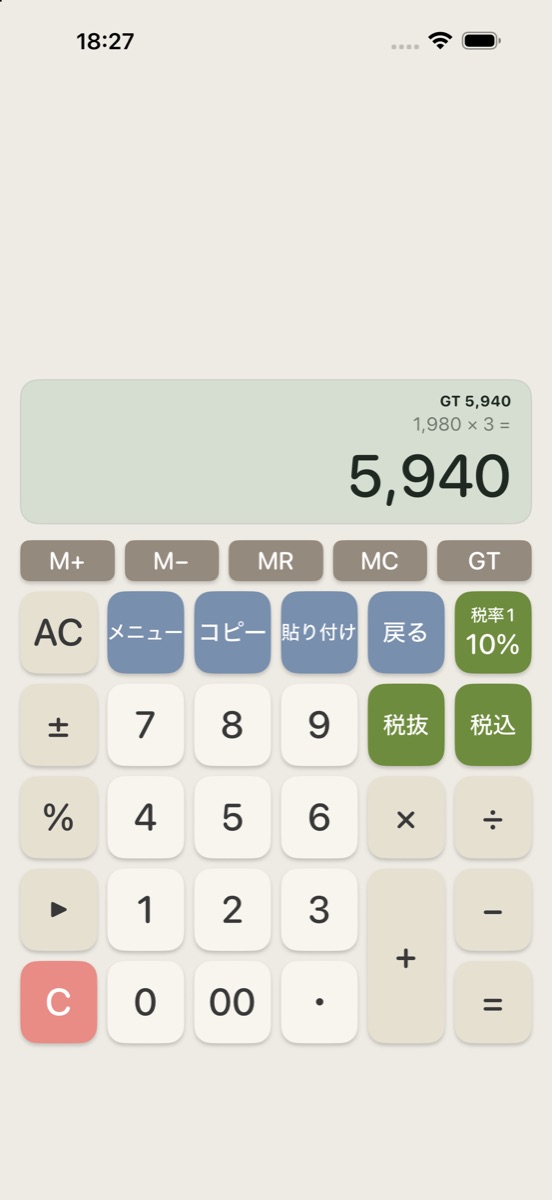 18:27
GT 5,940
1,980 × 3 =
5,940
M+ M− MR MC GT
AC メニュー コピー 貼り付け 戻る 税率1 10%
± 7 8 9 税抜 税込
% 4 5 6 × ÷
▶ 1 2 3 + −
C 0 00 · =